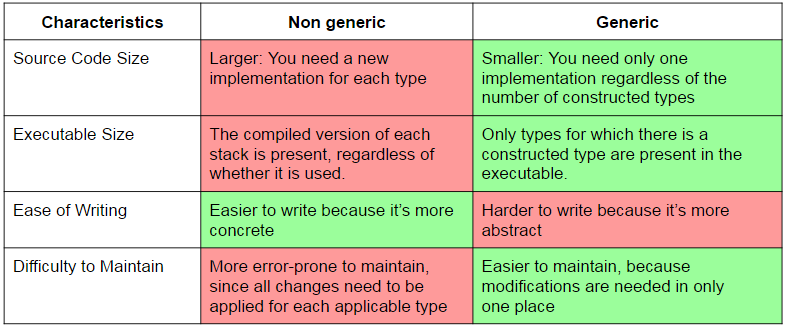 Characteristics Non generic Generic
Source Code Size
Larger: You need a new
implementation for each type
Smaller: You need only one
implementation regardless of the
number of constructed types
Executable Size
The compiled version of each
stack is present, regardless of
whether it is used.
Only types for which there is a
constructed type are present in the
executable.
Ease of Writing
Easier to write because it’s more
concrete
Harder to write because it’s more
abstract
Difficulty to Maintain
More error-prone to maintain,
since all changes need to be
applied for each applicable type
Easier to maintain, because
modifications are needed in only
one place